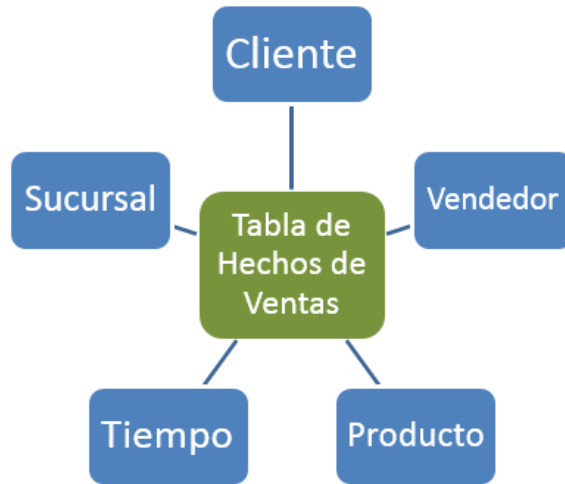 Cliente
Sucursal
Vendedor
Tabla de
Hechos de
Ventas
Tiempo
Producto